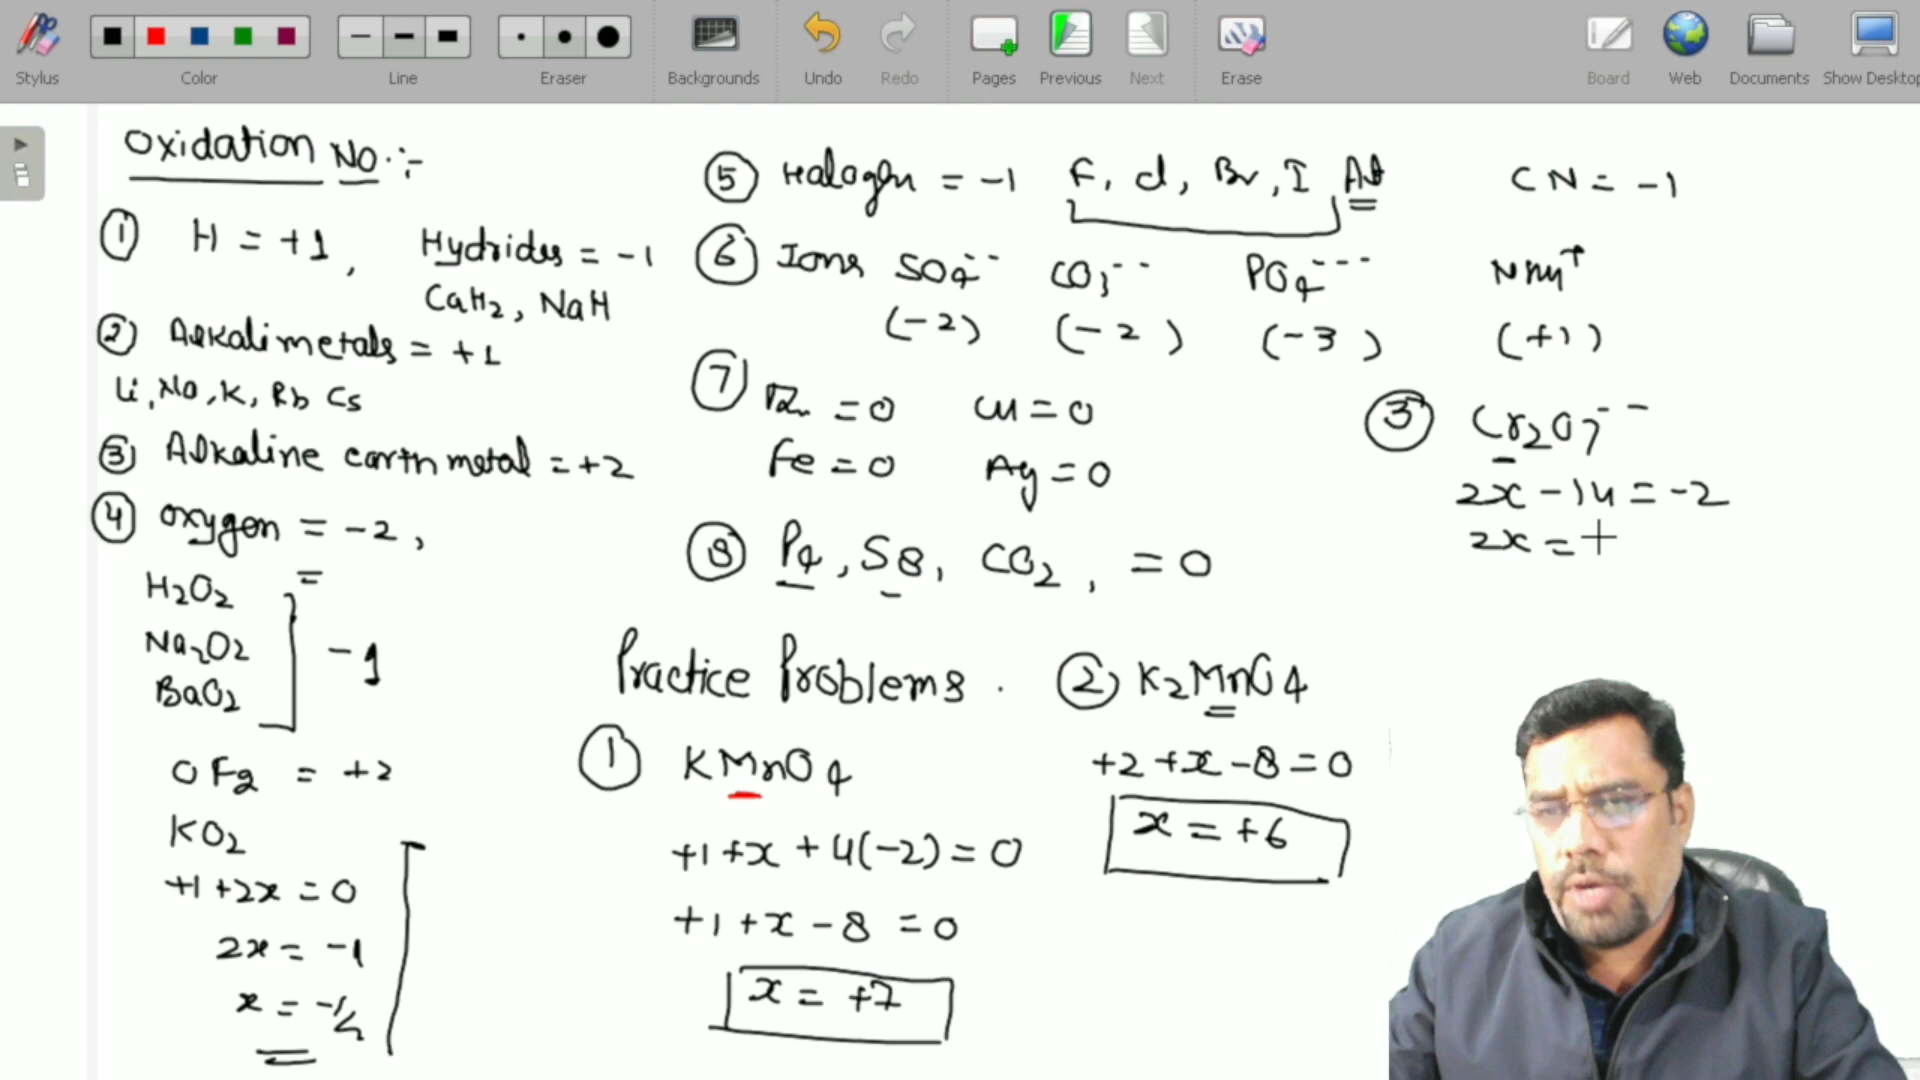 Stylus Color Line Eraser Backgrounds Undo Redo Pages Previous Next Erase Board Web Documents Show Desktop
Oxidation NO. :-
① H = +1, Hydrides = -1
CaH2, NaH
② Alkali metals = +1
Li, Na, K, Rb Cs
③ Alkaline earth metal = +2
④ oxygen = -2,
H2O2
Na2O2
BaO2
-1
OF2 = +2
KO2
+1 +2x = 0
2x = -1
x = -1/2
⑤ Halogen = -1 F, Cl, Br, I At CN = -1
⑥ Ions SO4-- CO3-- PO4--- NH4+
(-2) (-2) (-3) (+1)
⑦ Zn = 0 Cu = 0
Fe = 0 Ag = 0
⑧ P4, S8, CO2, = 0
Practice Problems.
① KMnO4
+1 +x + 4(-2) = 0
+1 + x - 8 = 0
x = +7
② K2MnO4
+2 +x -8 = 0
x = +6
③ Cr2O7--
2x - 14 = -2
2x = +